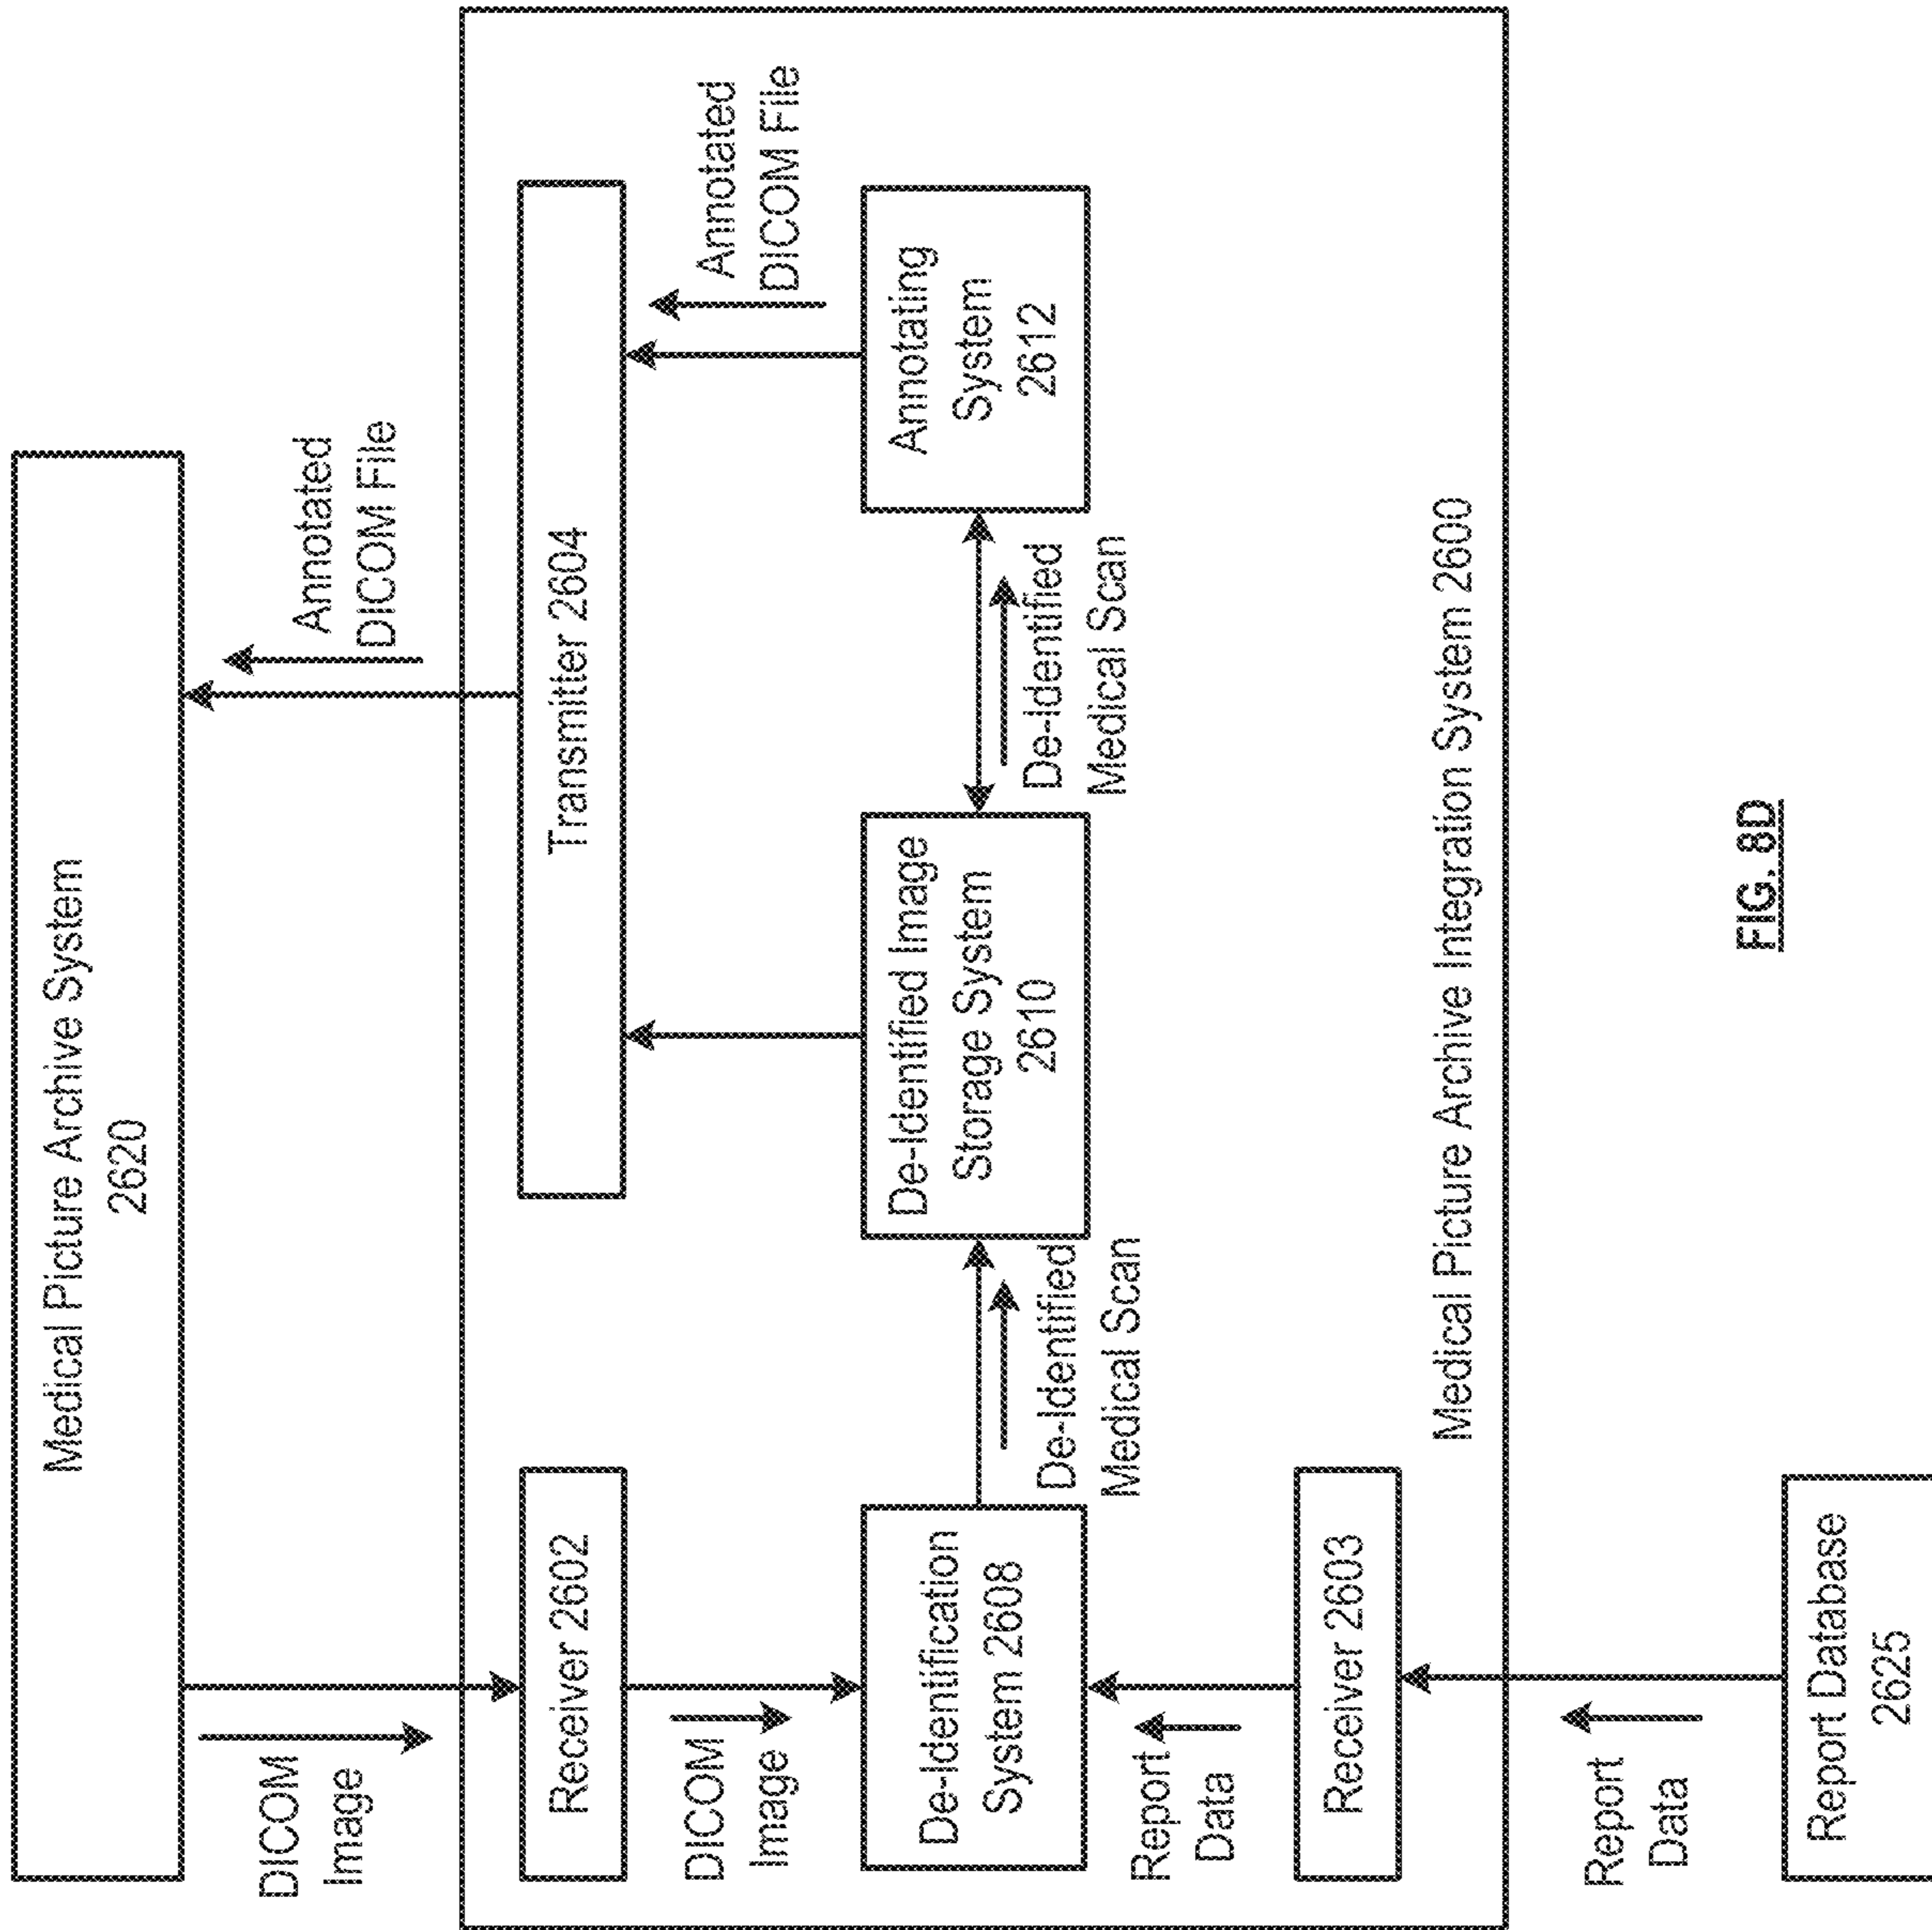 Medical Picture Archive System
2620
DICOM
Image
Annotated
DICOM File
Receiver 2602
Transmitter 2604
DICOM
Image
Annotated
DICOM File
De-Identification
System 2608
De-Identified Image
Storage System
2610
Annotating
System
2612
De-Identified
Medical Scan
De-Identified
Medical Scan
Report
Data
Receiver 2603
Medical Picture Archive Integration System 2600
Report
Data
Report Database
2625
FIG. 8D